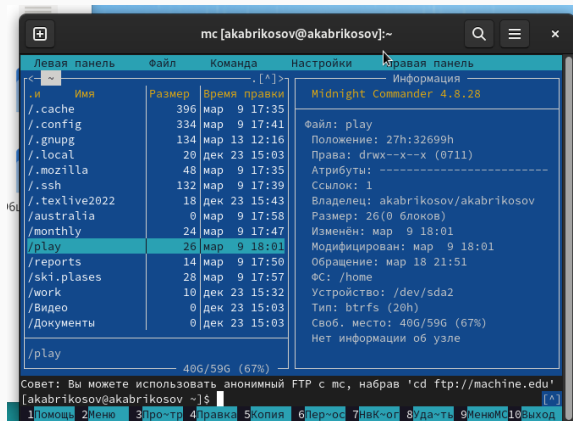 mc [akabrikosov@akabrikosov]:~
Левая панель Файл Команда Настройки Правая панель
<- ~ .[^]>
.и Имя Размер Время правки
/.cache 396 мар 9 17:35
/.config 334 мар 9 17:41
/.gnupg 134 мар 13 12:16
/.local 20 дек 23 15:03
/.mozilla 48 мар 9 17:35
/.ssh 132 мар 9 17:39
/.texlive2022 18 дек 23 15:43
/australia 0 мар 9 17:58
/monthly 24 мар 9 17:47
/play 26 мар 9 18:01
/reports 14 мар 9 17:50
/ski.plases 28 мар 9 17:57
/work 10 дек 23 15:32
/Видео 0 дек 23 15:03
/Документы 0 дек 23 15:03
/play
40G/59G (67%)
Информация
Midnight Commander 4.8.28
Файл: play
Положение: 27h:32699h
Права: drwx--x--x (0711)
Атрибуты: ------------------------
Ссылок: 1
Владелец: akabrikosov/akabrikosov
Размер: 26(0 блоков)
Изменён: мар 9 18:01
Модифицирован: мар 9 18:01
Обращение: мар 18 21:51
ФС: /home
Устройство: /dev/sda2
Тип: btrfs (20h)
Своб. место: 40G/59G (67%)
Нет информации об узле
Совет: Вы можете использовать анонимный FTP с mc, набрав 'cd ftp://machine.edu'
[akabrikosov@akabrikosov ~]$ [^]
1Помощь 2Меню 3Про~тр 4Правка 5Копия 6Пер~ос 7НвК~ог 8Уда~ть 9МенюMC 10Выход